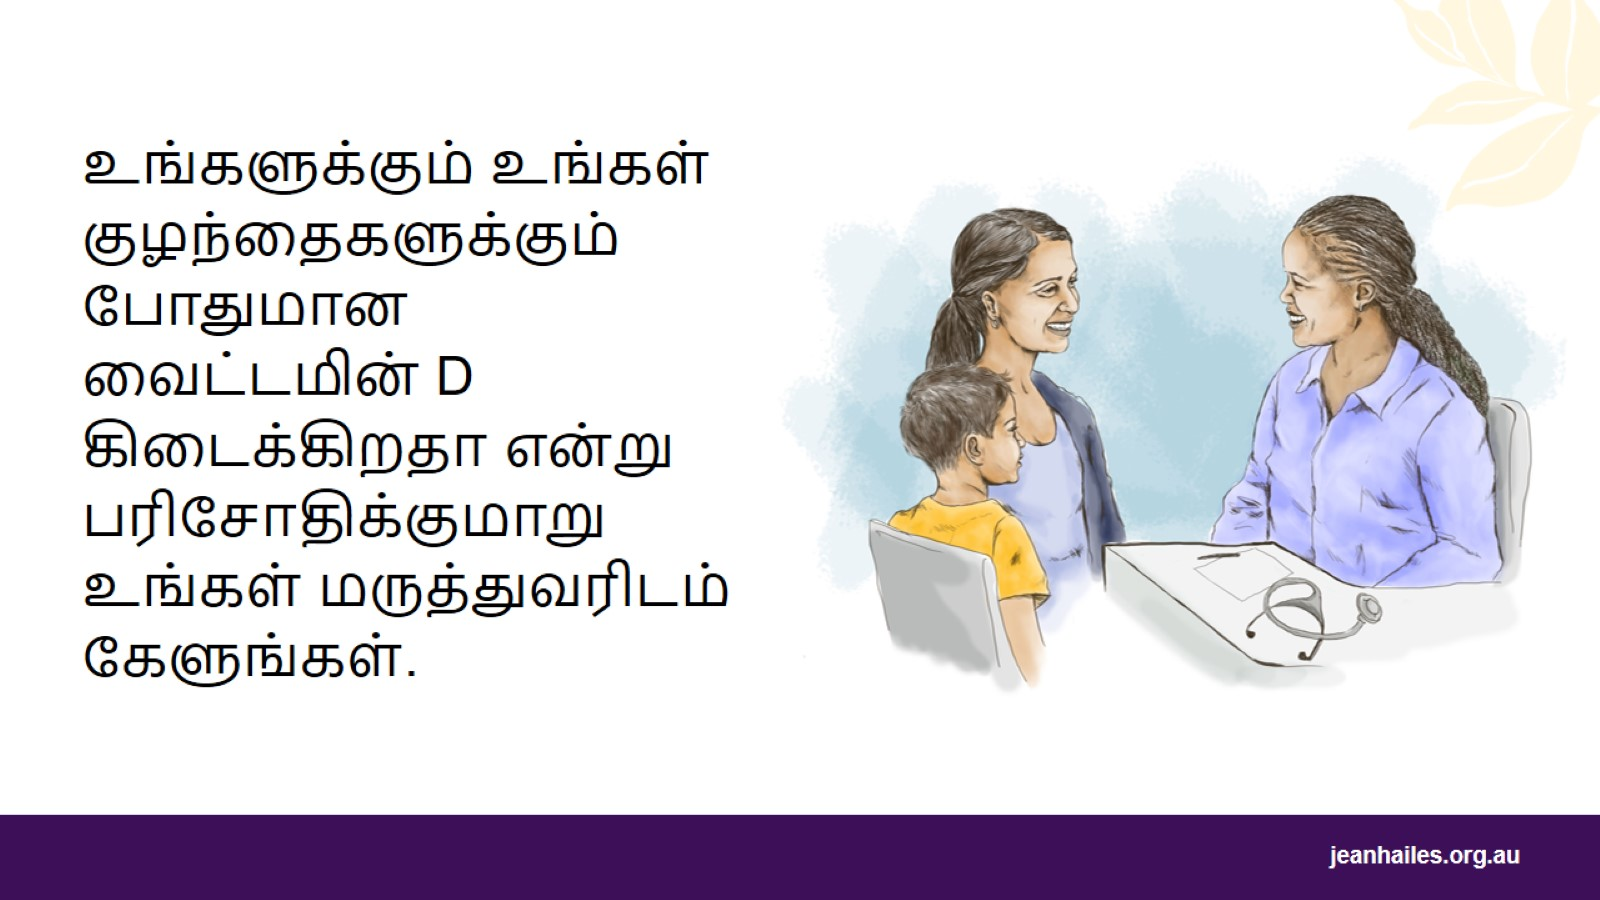 உங்களுக்கும் உங்கள்
குழந்தைகளுக்கும்
போதுமான
வைட்டமின் D
கிடைக்கிறதா என்று
பரிசோதிக்குமாறு
உங்கள் மருத்துவரிடம்
கேளுங்கள்.
jeanhailes.org.au